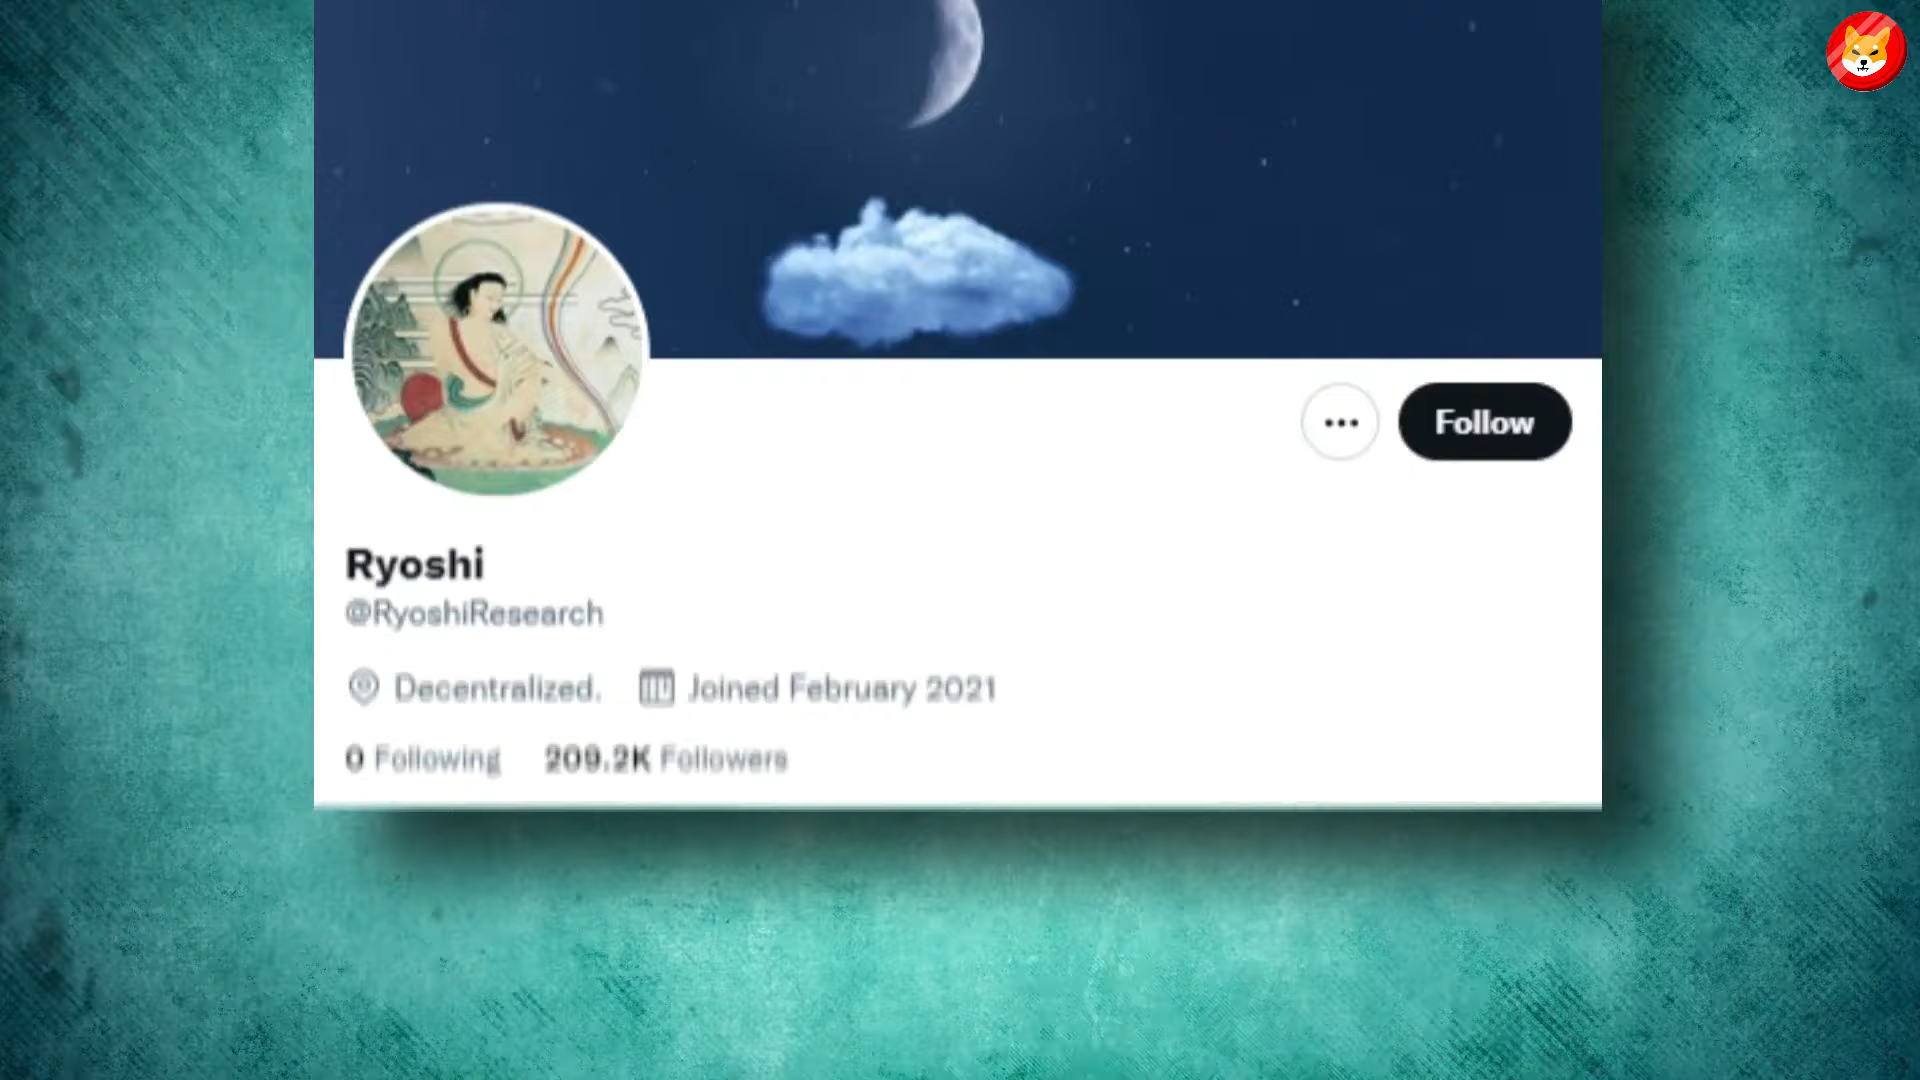 Follow
Ryoshi
@RyoshiResearch
Decentralized. Joined February 2021
0 Following 209.2K Followers